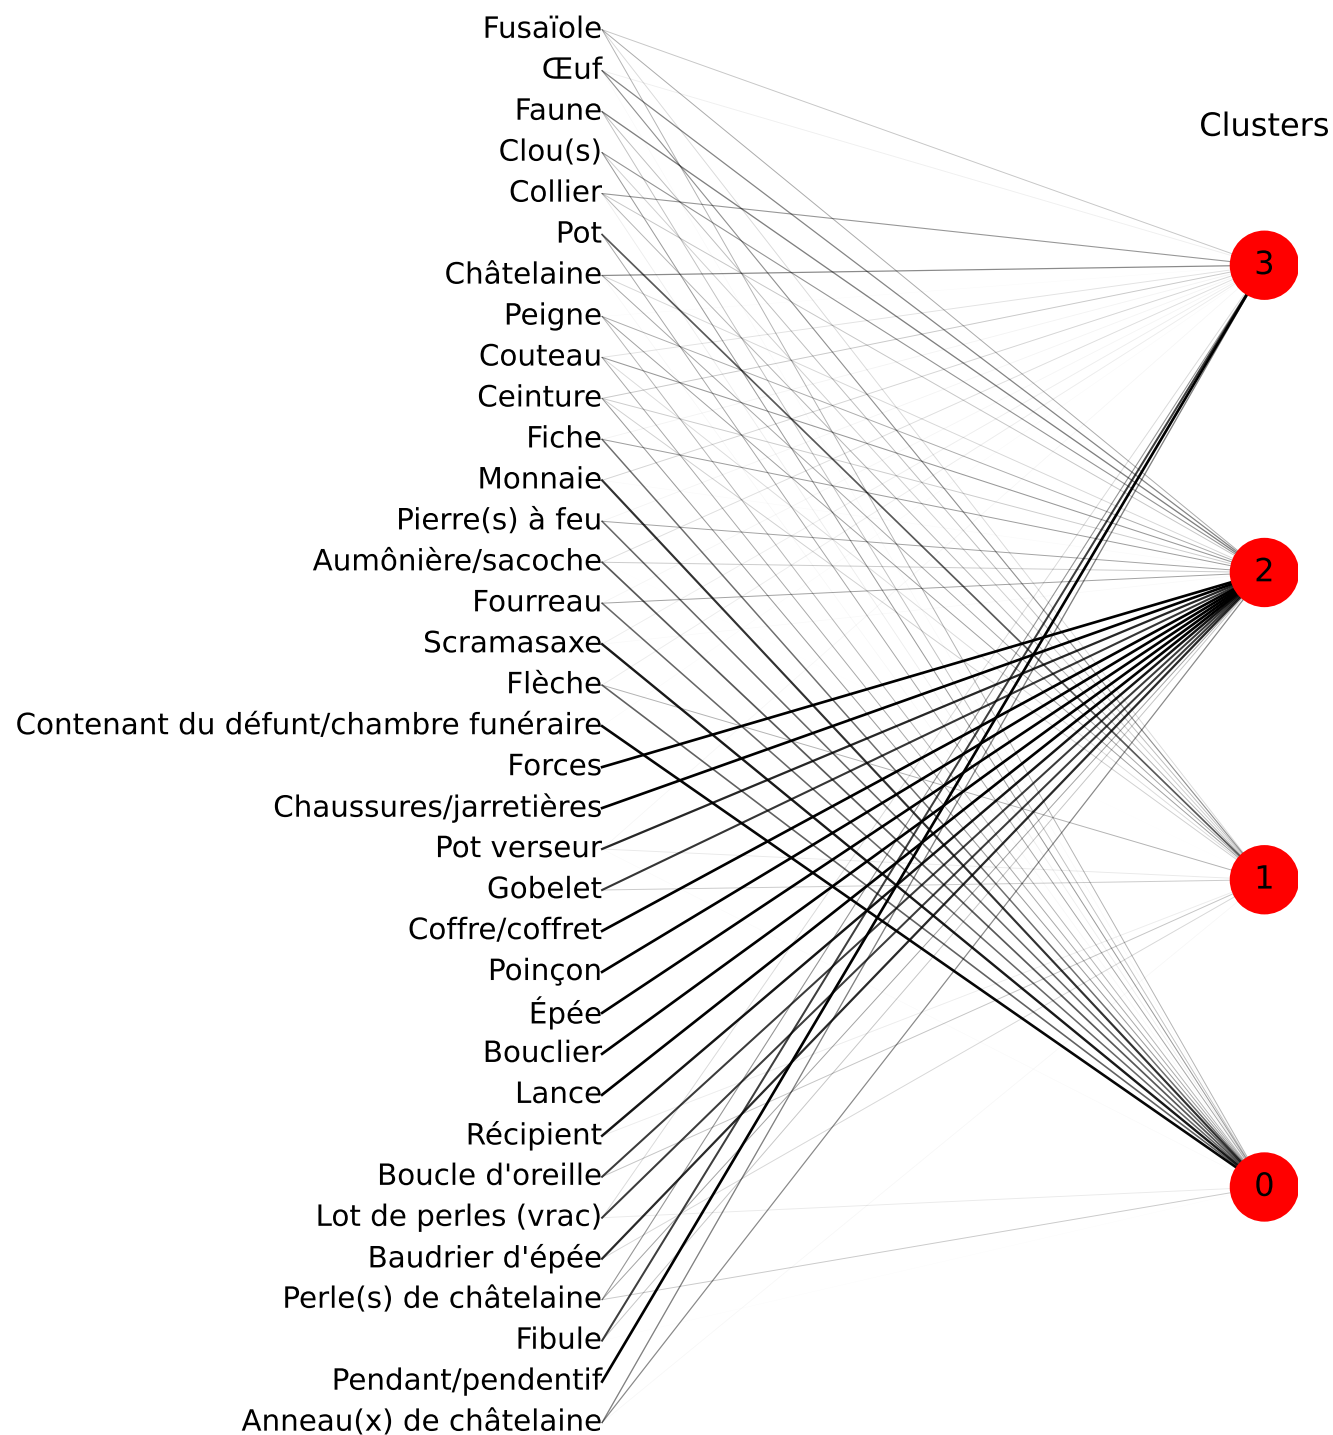 Fusaïole
Œuf
Faune
Clusters
Clou(s)
Collier
Pot
3
Châtelaine
Peigne
Couteau
Ceinture
Fiche
Monnaie
Pierre(s) à feu
Aumônière/sacoche
2
Fourreau
Scramasaxe
Flèche
Contenant du défunt/chambre funéraire
Forces
Chaussures/jarretières
Pot verseur
1
Gobelet
Coffre/coffret
Poinçon
Épée
Bouclier
Lance
Récipient
Boucle d'oreille
0
Lot de perles (vrac)
Baudrier d'épée
Perle(s) de châtelaine
Fibule
Pendant/pendentif
Anneau(x) de châtelaine